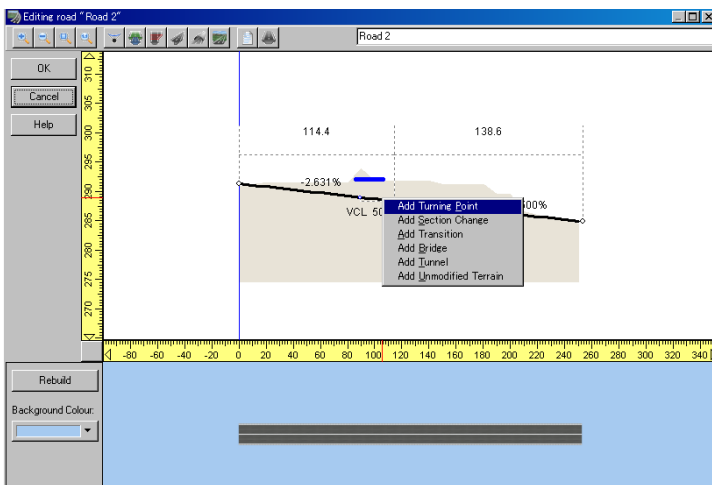 Editing road "Road 2"
Road 2
OK
Cancel
Help
310
305
300
295
290
285
280
275
270
114.4
138.6
-2.631%
VCL 50
500%
Add Turning Point
Add Section Change
Add Transition
Add Bridge
Add Tunnel
Add Unmodified Terrain
-80 -60 -40 -20 0 20 40 60 80 100 120 140 160 180 200 220 240 260 280 300 320 340
Rebuild
Background Colour: